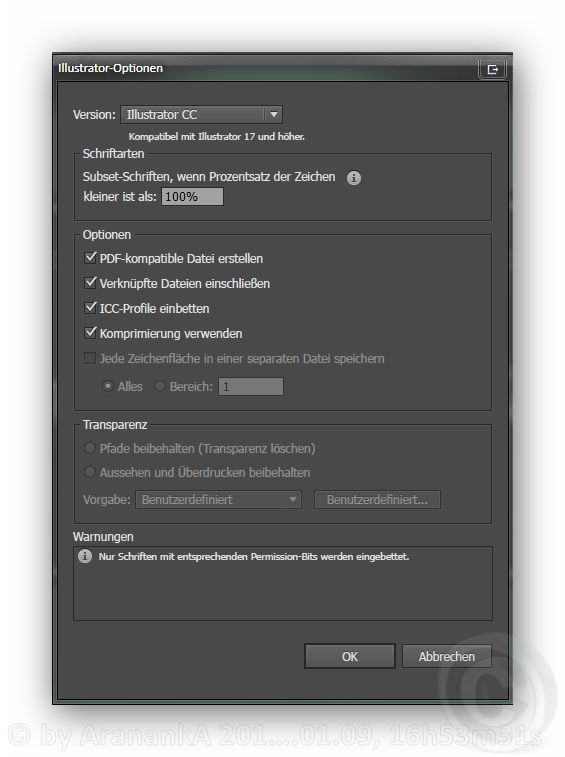 Illustrator-Optionen
Version: Illustrator CC
Kompatibel mit Illustrator 17 und höher.
Schriftarten
Subset-Schriften, wenn Prozentsatz der Zeichen
kleiner ist als: 100%
Optionen
PDF-kompatible Datei erstellen
Verknüpfte Dateien einschließen
ICC-Profile einbetten
Komprimierung verwenden
Jede Zeichenfläche in einer separaten Datei speichern
Alles Bereich: 1
Transparenz
Pfade beibehalten (Transparenz löschen)
Aussehen und Überdrucken beibehalten
Vorgabe: Benutzerdefiniert Benutzerdefiniert...
Warnungen
Nur Schriften mit entsprechenden Permission-Bits werden eingebettet.
OK Abbrechen
© by AranankA 201....01.09, 16h53m31s